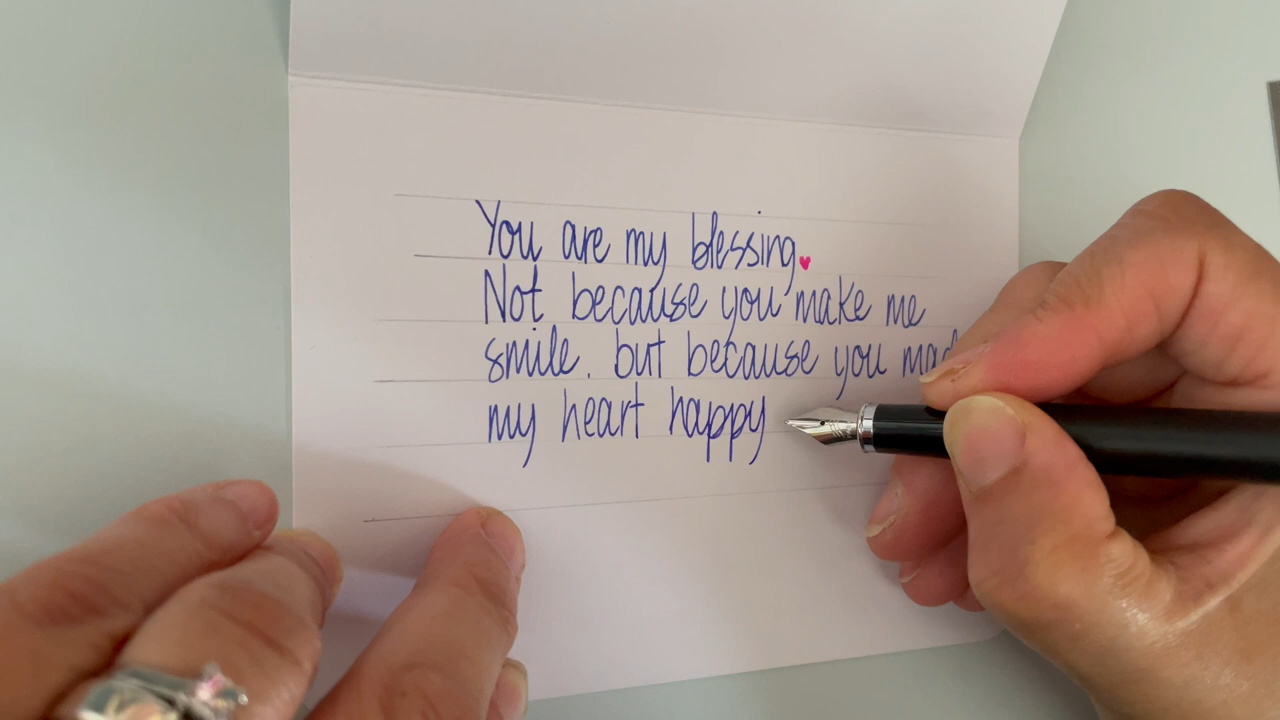 You are my blessing
Not because you make me
smile. but because you
my heart happy